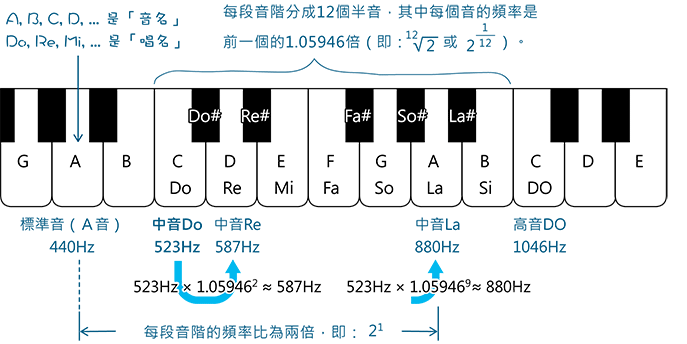 A, B, C, D, ... 是「音名」
Do, Re, Mi, ... 是「唱名」
每段音階分成12個半音，其中每個音的頻率是
前一個的1.05946倍（即：¹²√2 或 2^(1/12)）。
Do# Re# Fa# So# La#
G A B C D E F G A B C D E
Do Re Mi Fa So La Si DO
標準音（A音） 中音Do 中音Re 中音La 高音DO
440Hz 523Hz 587Hz 880Hz 1046Hz
523Hz × 1.05946² ≈ 587Hz 523Hz × 1.05946⁹ ≈ 880Hz
每段音階的頻率比為兩倍，即： 2¹